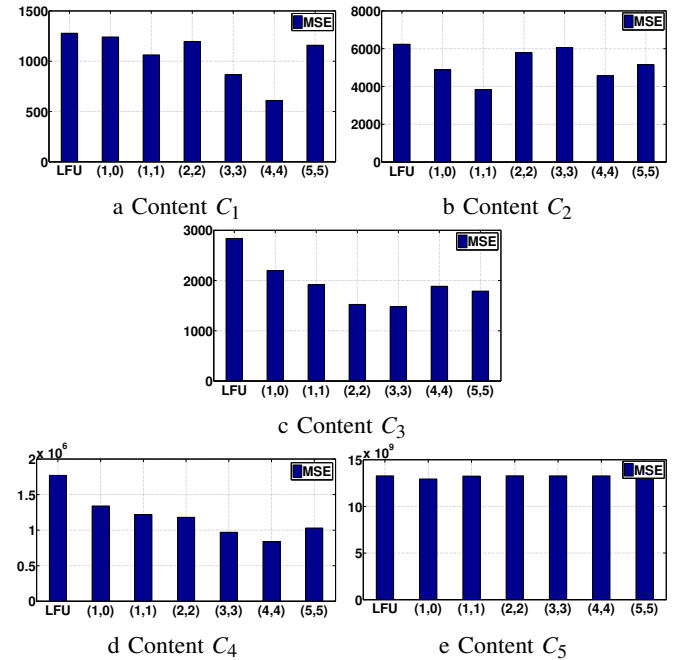 1500
1000
500
0
MSE
LFU (1,0) (1,1) (2,2) (3,3) (4,4) (5,5)
a Content C1
8000
6000
4000
2000
0
MSE
LFU (1,0) (1,1) (2,2) (3,3) (4,4) (5,5)
b Content C2
3000
2000
1000
0
MSE
LFU (1,0) (1,1) (2,2) (3,3) (4,4) (5,5)
c Content C3
x 10^6
2
1.5
1
0.5
0
MSE
LFU (1,0) (1,1) (2,2) (3,3) (4,4) (5,5)
d Content C4
x 10^9
15
10
5
0
MSE
LFU (1,0) (1,1) (2,2) (3,3) (4,4) (5,5)
e Content C5